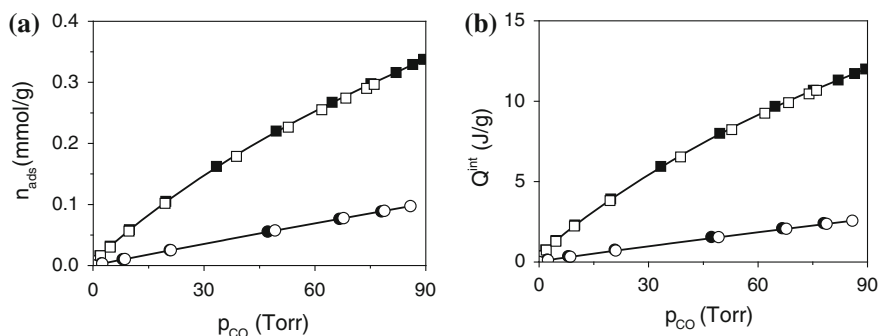 (a)
n_ads (mmol/g)
0.4
0.3
0.2
0.1
0.0
0 30 60 90
p_CO (Torr)
(b)
Q^int (J/g)
15
10
5
0
0 30 60 90
p_CO (Torr)